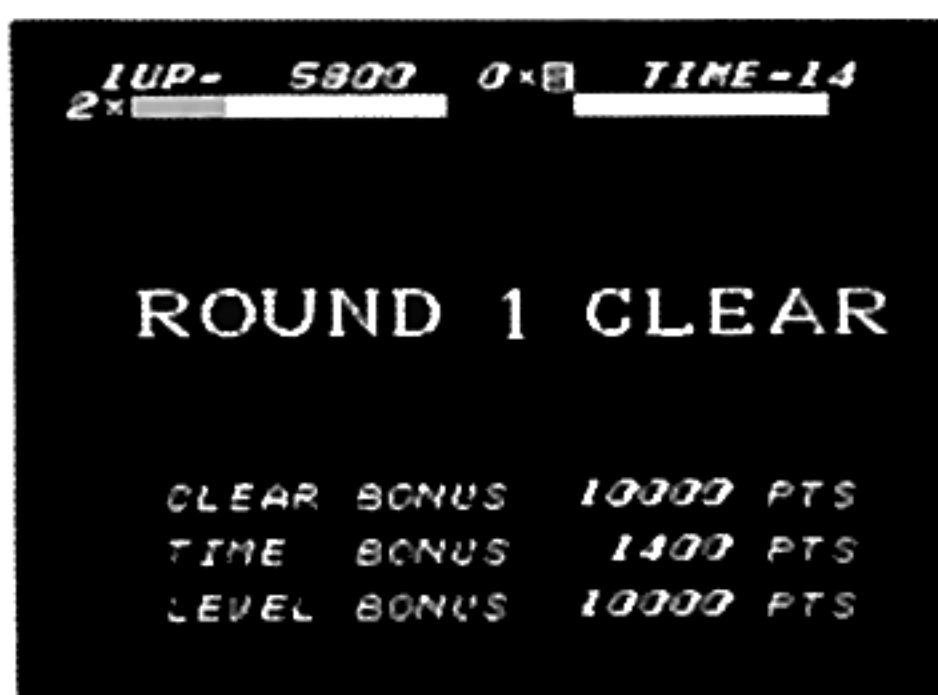 1UP- 5800 0× TIME-14
2×
ROUND 1 CLEAR
CLEAR BONUS 10000 PTS
TIME BONUS 1400 PTS
LEVEL BONUS 10000 PTS